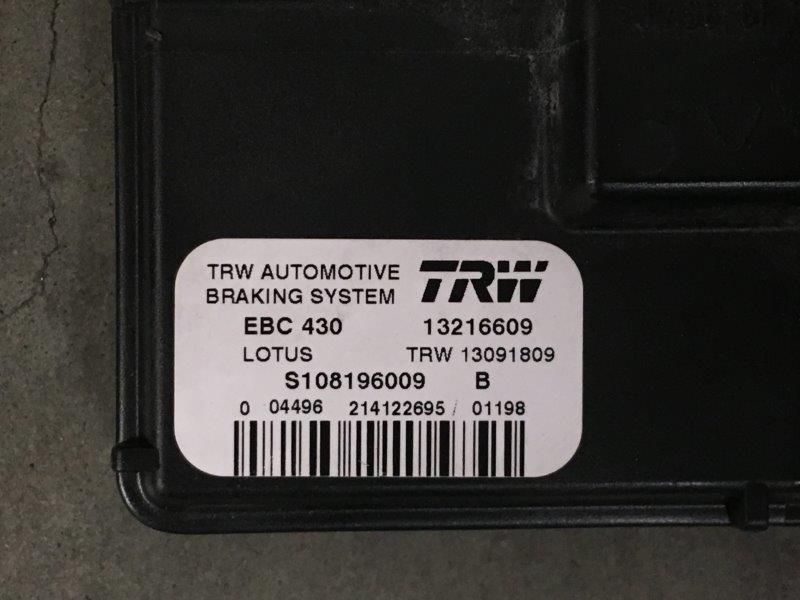 TRW AUTOMOTIVE
BRAKING SYSTEM
TRW
EBC 430 13216609
LOTUS TRW 13091809
S108196009 B
0 04496 214122695/01198